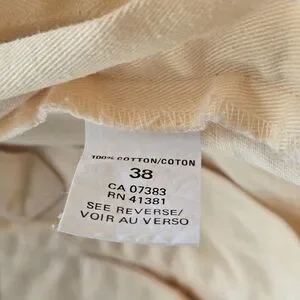 100% COTTON/COTON
38
CA 07383
RN 41381
SEE REVERSE/
VOIR AU VERSO